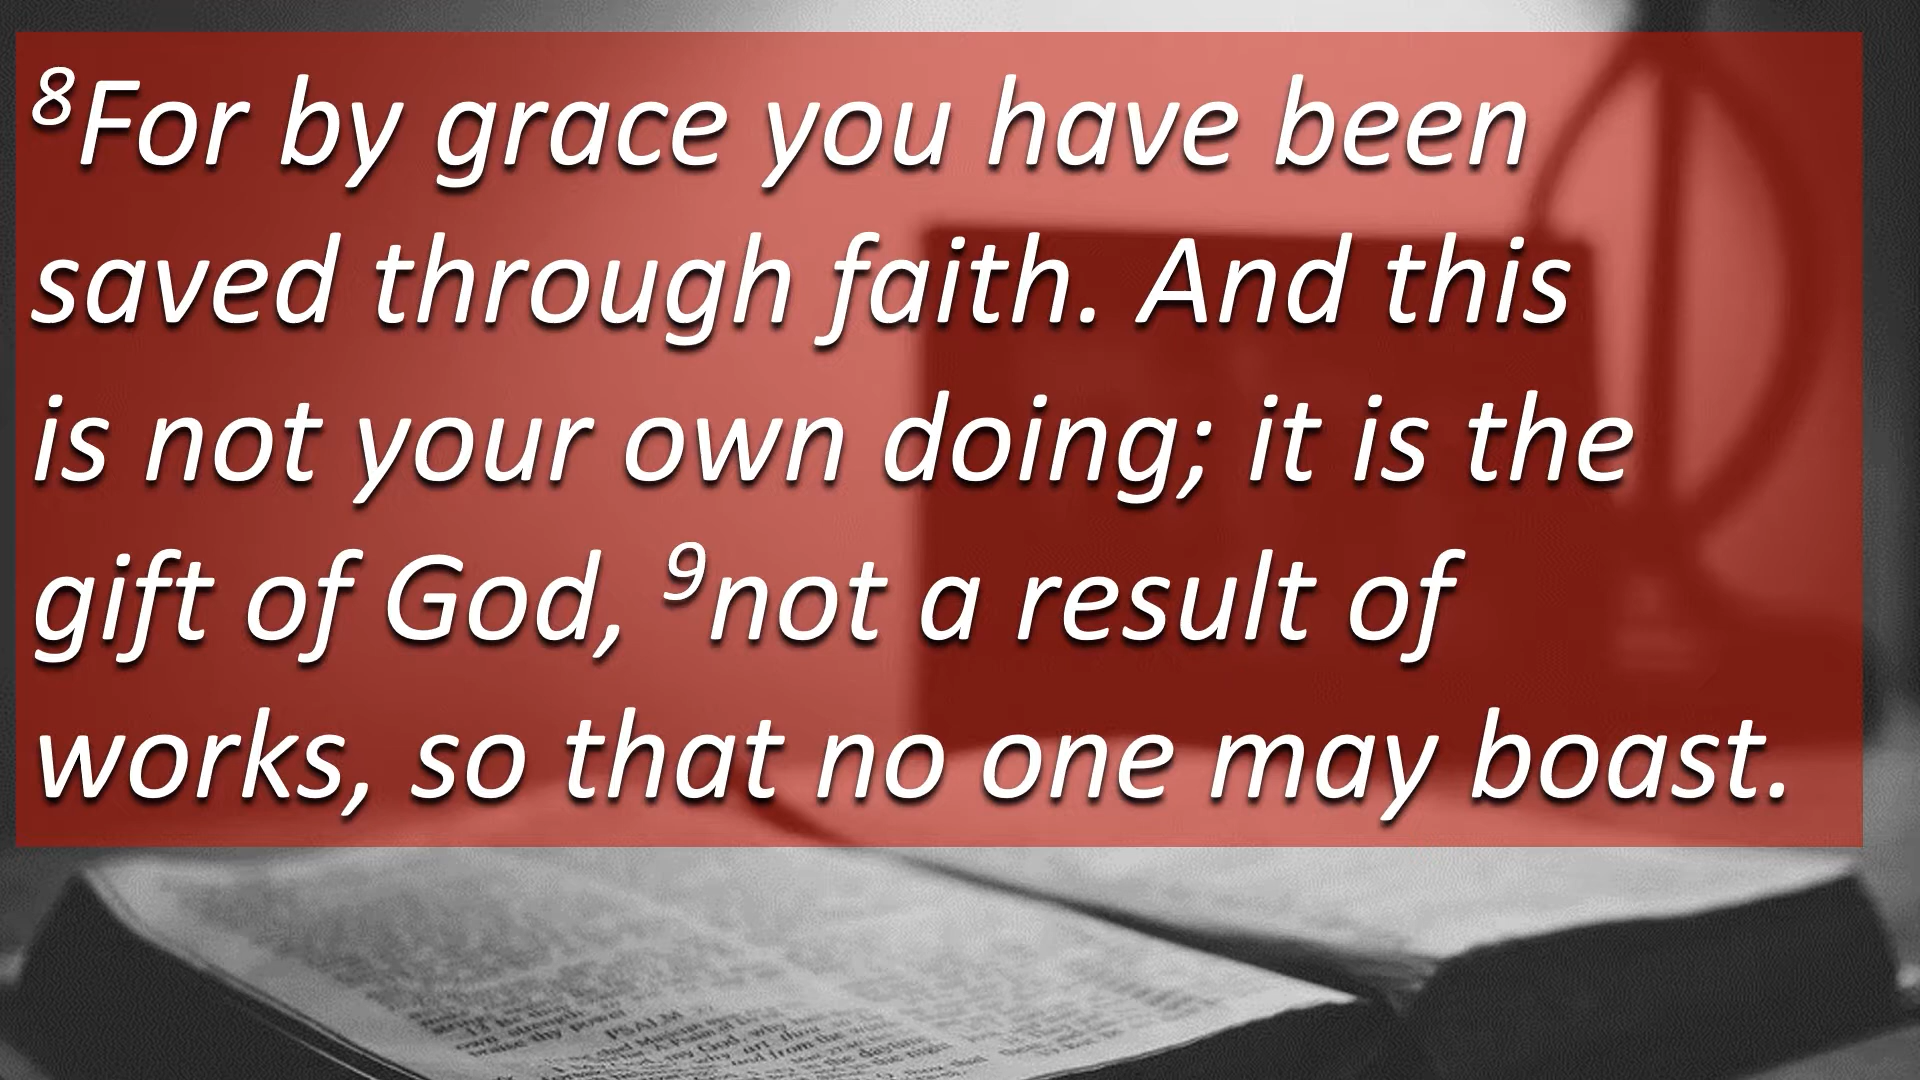 ⁸For by grace you have been
saved through faith. And this
is not your own doing; it is the
gift of God, ⁹not a result of
works, so that no one may boast.
PSALM